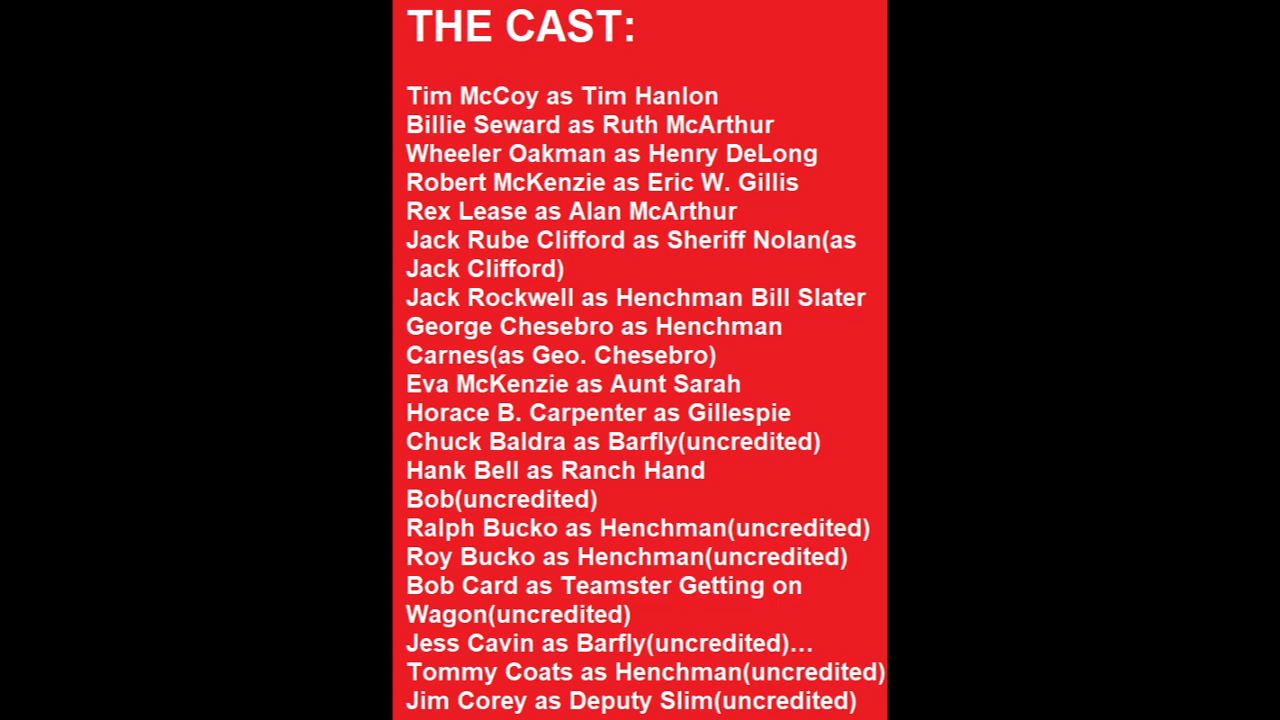 THE CAST:
Tim McCoy as Tim Hanlon
Billie Seward as Ruth McArthur
Wheeler Oakman as Henry DeLong
Robert McKenzie as Eric W. Gillis
Rex Lease as Alan McArthur
Jack Rube Clifford as Sheriff Nolan(as
Jack Clifford)
Jack Rockwell as Henchman Bill Slater
George Chesebro as Henchman
Carnes(as Geo. Chesebro)
Eva McKenzie as Aunt Sarah
Horace B. Carpenter as Gillespie
Chuck Baldra as Barfly(uncredited)
Hank Bell as Ranch Hand
Bob(uncredited)
Ralph Bucko as Henchman(uncredited)
Roy Bucko as Henchman(uncredited)
Bob Card as Teamster Getting on
Wagon(uncredited)
Jess Cavin as Barfly(uncredited)…
Tommy Coats as Henchman(uncredited)
Jim Corey as Deputy Slim(uncredited)